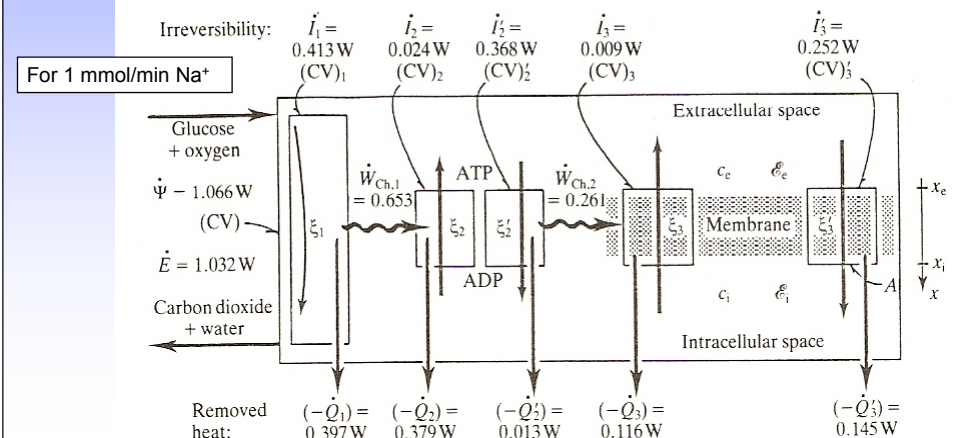 Irreversibility: İ₁ = İ₂ = İ′₂ = İ₃ = İ′₃ =
0.413 W 0.024 W 0.368 W 0.009 W 0.252 W
(CV)₁ (CV)₂ (CV)′₂ (CV)₃ (CV)′₃
For 1 mmol/min Na⁺
Extracellular space
Glucose
+ oxygen
Ẇ_Ch,1 ATP Ẇ_Ch,2 cₑ ℰₑ xₑ
= 0.653 = 0.261
Ψ̇ − 1.066 W
(CV) ξ₁ ξ₂ ξ′₂ ξ₃ Membrane ξ′₃
Ė = 1.032 W
ADP xᵢ
cᵢ ℰᵢ A x
Carbon dioxide
+ water
Intracellular space
Removed (−Q̇₁) = (−Q̇₂) = (−Q̇′₂) = (−Q̇₃) = (−Q̇′₃) =
heat: 0.397 W 0.379 W 0.013 W 0.116 W 0.145 W